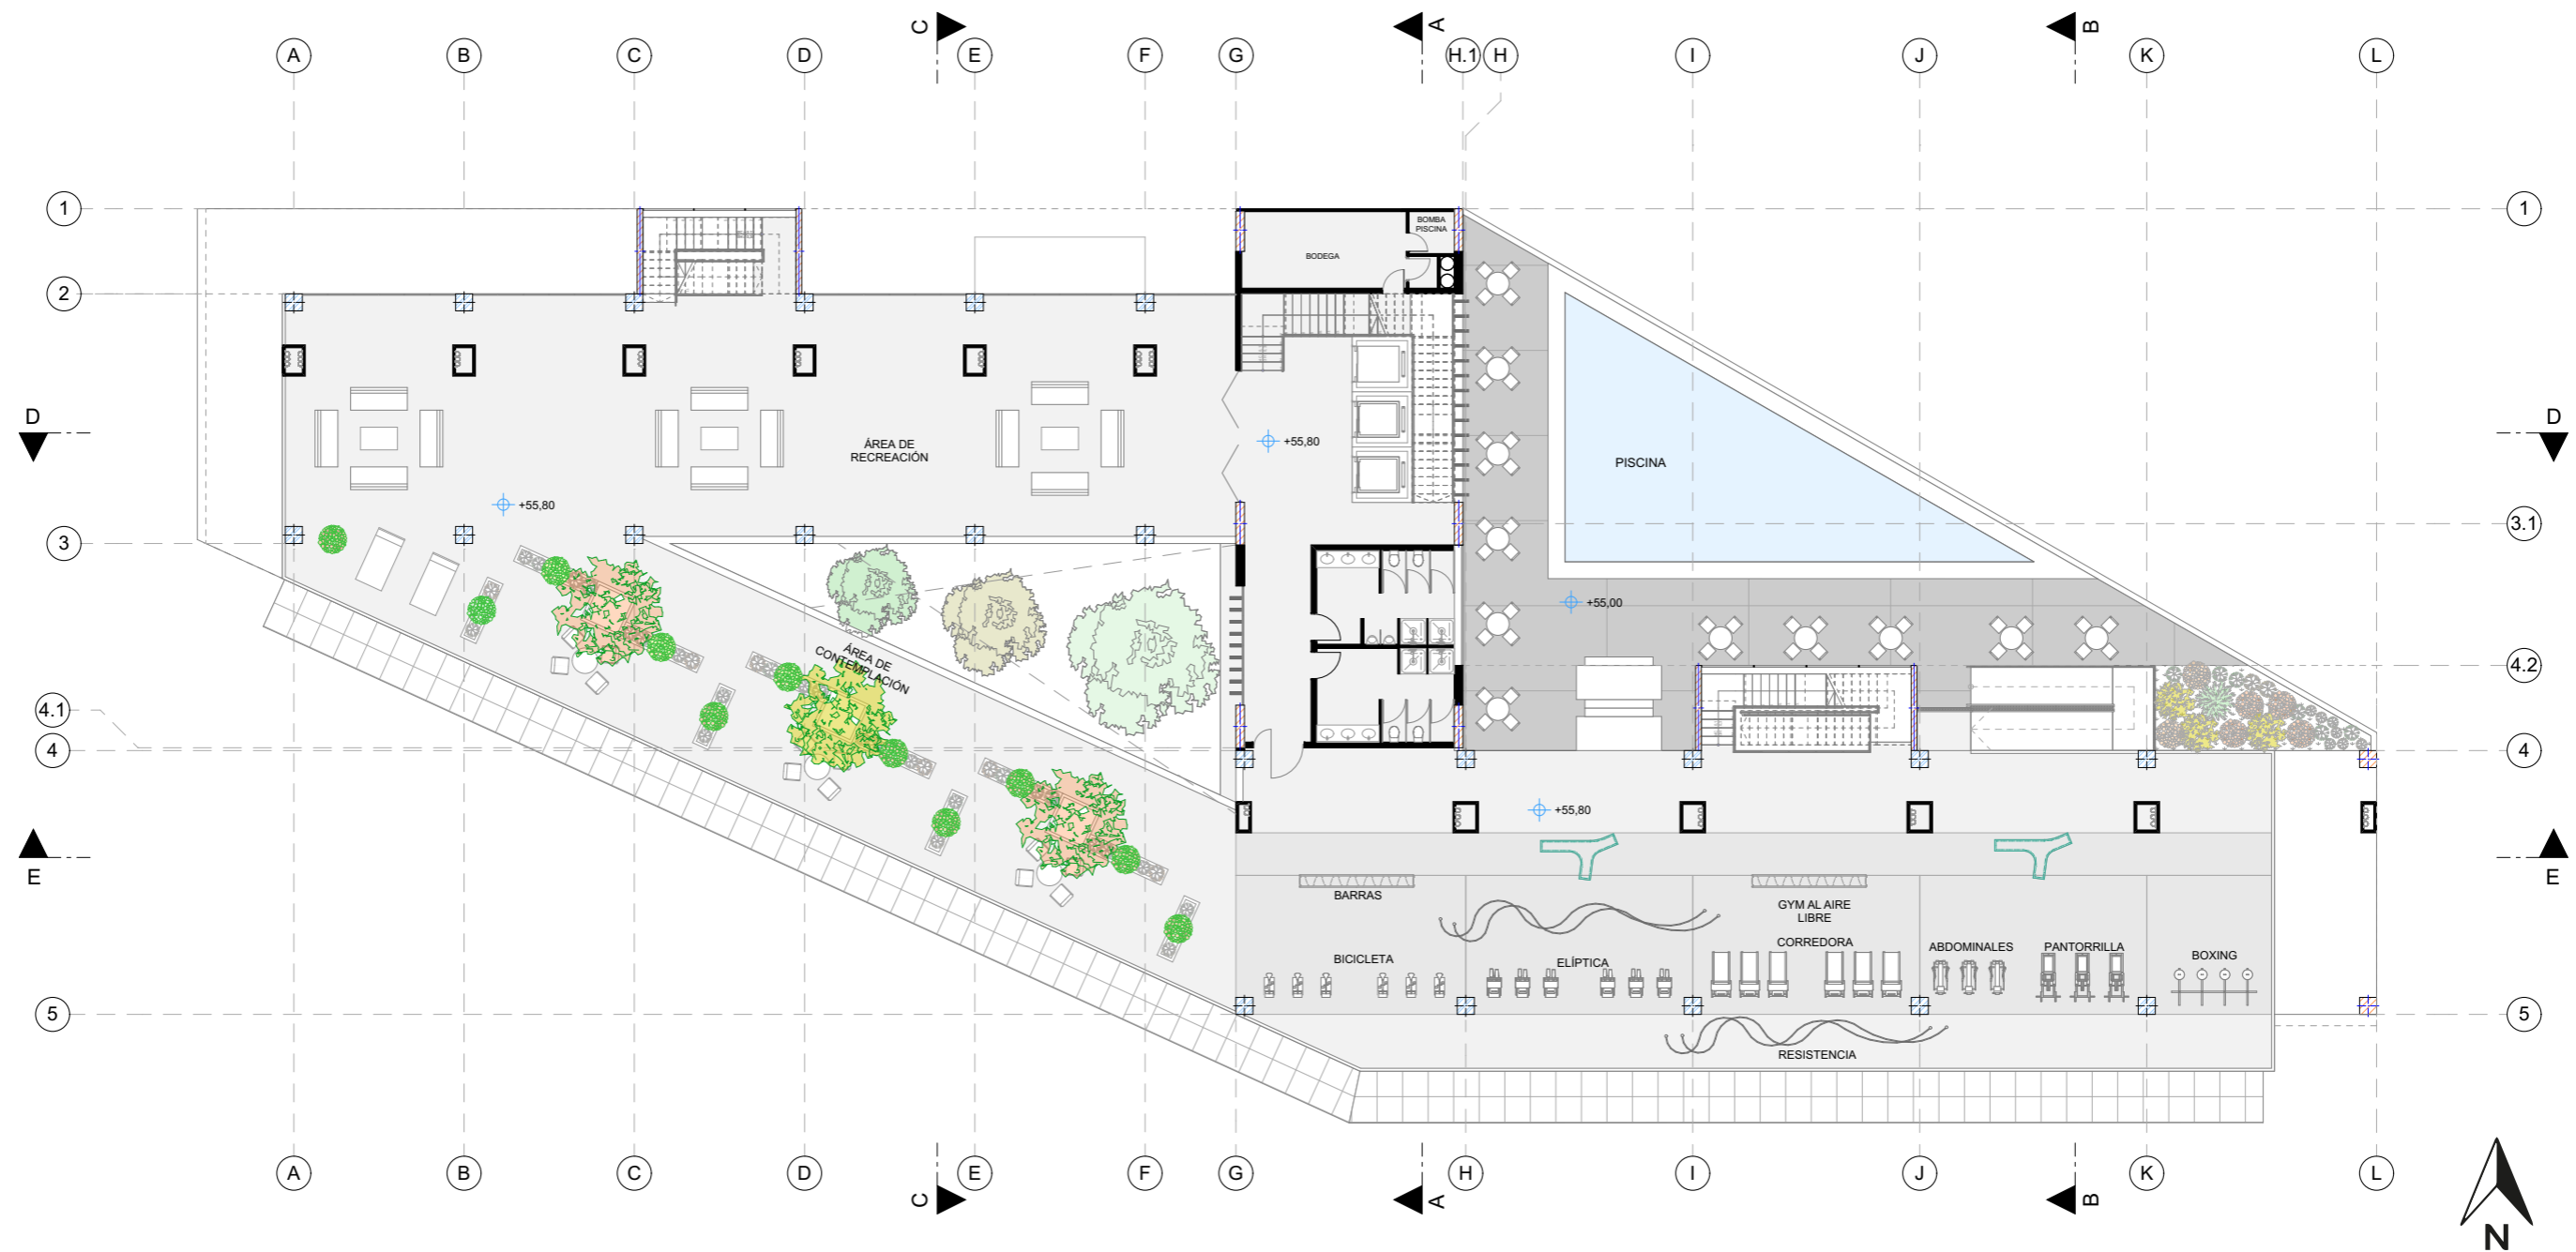 C
A
B
A
B
C
D
E
F
G
H.1
H
I
J
K
L
1
1
BOMBA
PISCINA
BODEGA
2
D
D
ÁREA DE
RECREACIÓN
+55,80
PISCINA
+55,80
3
3.1
+55,00
ÁREA DE
CONTEMPLACIÓN
4.2
4.1
4
4
+55,80
E
E
BARRAS
GYM AL AIRE
LIBRE
CORREDORA
ABDOMINALES
PANTORRILLA
BICICLETA
ELÍPTICA
BOXING
5
5
RESISTENCIA
A
B
C
D
E
F
G
H
I
J
K
L
C
A
B
N